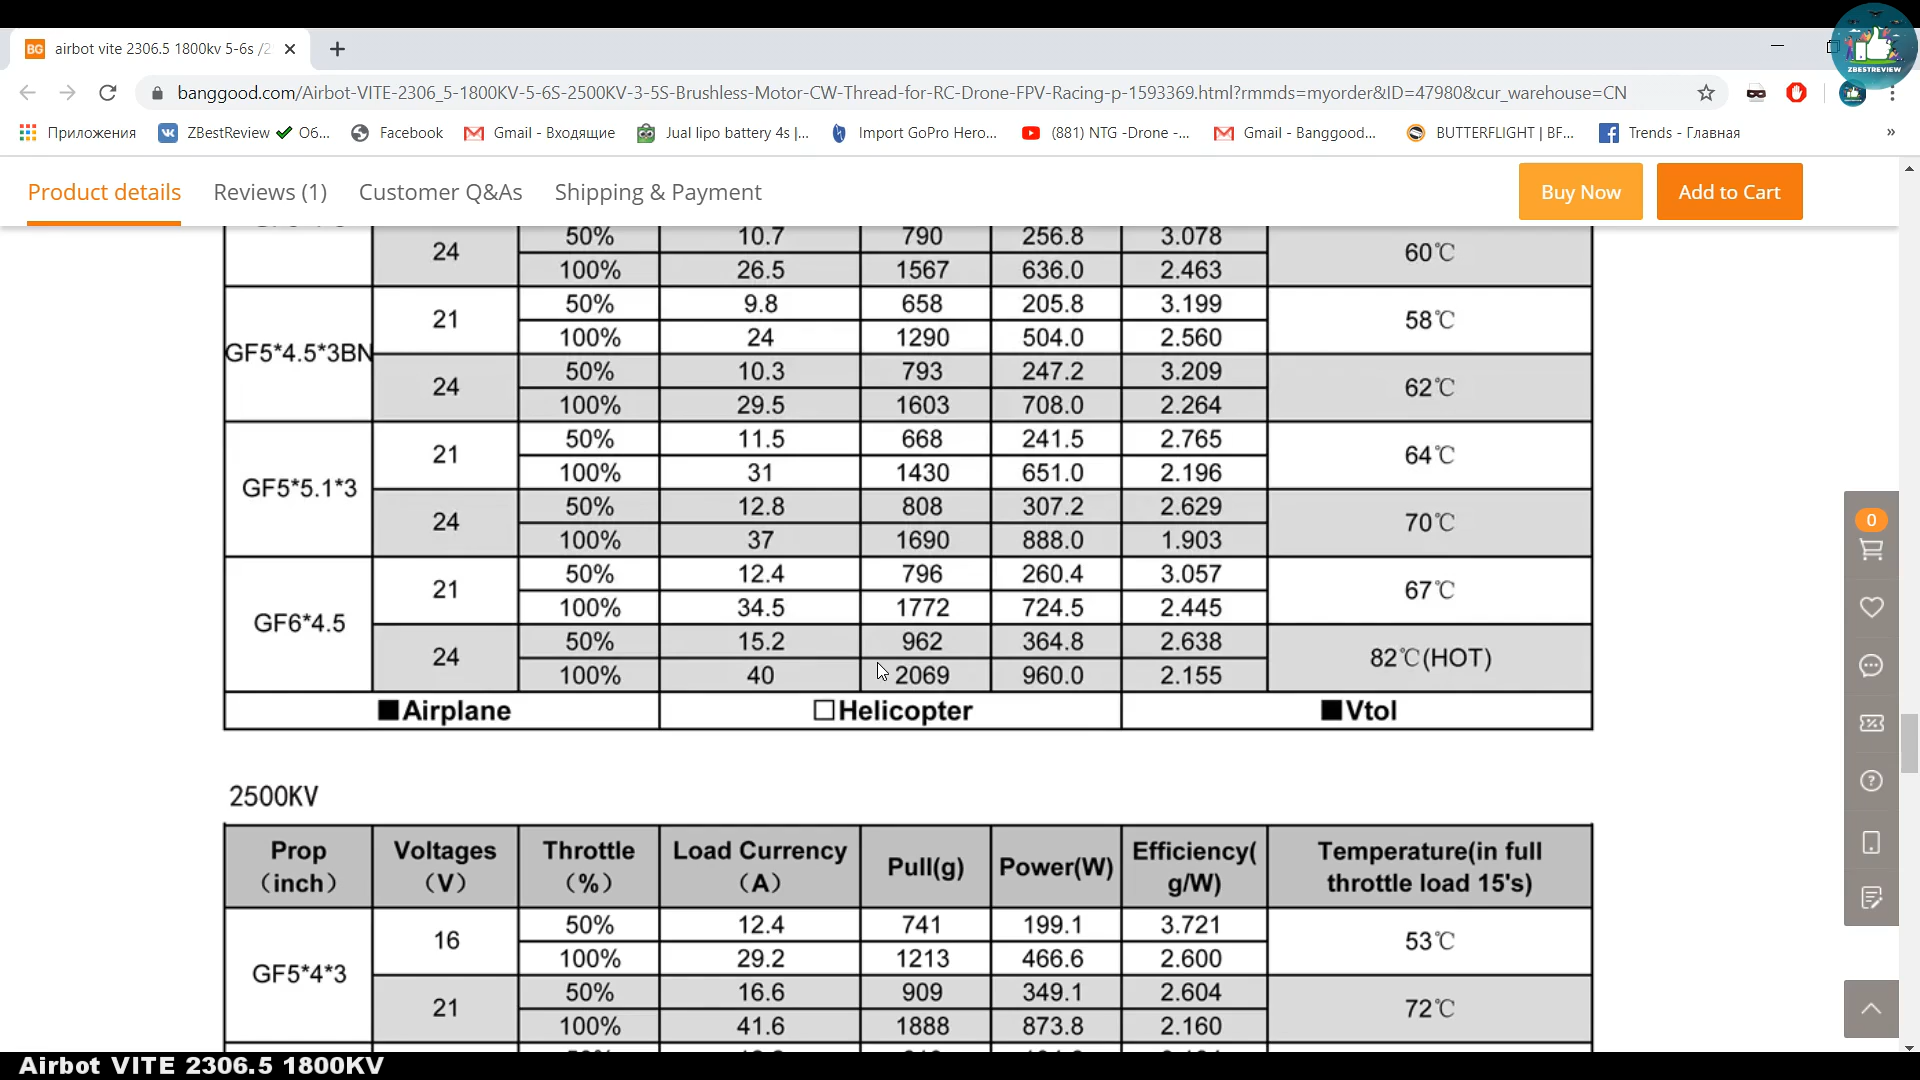 BG airbot vite 2306.5 1800kv 5-6s /2
ZBESTREVIEW
banggood.com/Airbot-VITE-2306_5-1800KV-5-6S-2500KV-3-5S-Brushless-Motor-CW-Thread-for-RC-Drone-FPV-Racing-p-1593369.html?rmmds=myorder&ID=47980&cur_warehouse=CN
Приложения ZBestReview ✔ Об... Facebook Gmail - Входящие Jual lipo battery 4s |... Import GoPro Hero... (881) NTG -Drone -... Gmail - Banggood... BUTTERFLIGHT | BF... Trends - Главная »
Product details Reviews (1) Customer Q&As Shipping & Payment Buy Now Add to Cart
24 50% 10.7 790 256.8 3.078 60℃
100% 26.5 1567 636.0 2.463
GF5*4.5*3BN 21 50% 9.8 658 205.8 3.199 58℃
100% 24 1290 504.0 2.560
24 50% 10.3 793 247.2 3.209 62℃
100% 29.5 1603 708.0 2.264
GF5*5.1*3 21 50% 11.5 668 241.5 2.765 64℃
100% 31 1430 651.0 2.196
24 50% 12.8 808 307.2 2.629 70℃
100% 37 1690 888.0 1.903
GF6*4.5 21 50% 12.4 796 260.4 3.057 67℃
100% 34.5 1772 724.5 2.445
24 50% 15.2 962 364.8 2.638 82℃(HOT)
100% 40 2069 960.0 2.155
■Airplane □Helicopter ■Vtol
0
2500KV
Prop Voltages Throttle Load Currency Pull(g) Power(W) Efficiency( Temperature(in full
（inch） （V） （%） （A） g/W) throttle load 15's)
GF5*4*3 16 50% 12.4 741 199.1 3.721 53℃
100% 29.2 1213 466.6 2.600
21 50% 16.6 909 349.1 2.604 72℃
100% 41.6 1888 873.8 2.160
Airbot VITE 2306.5 1800KV